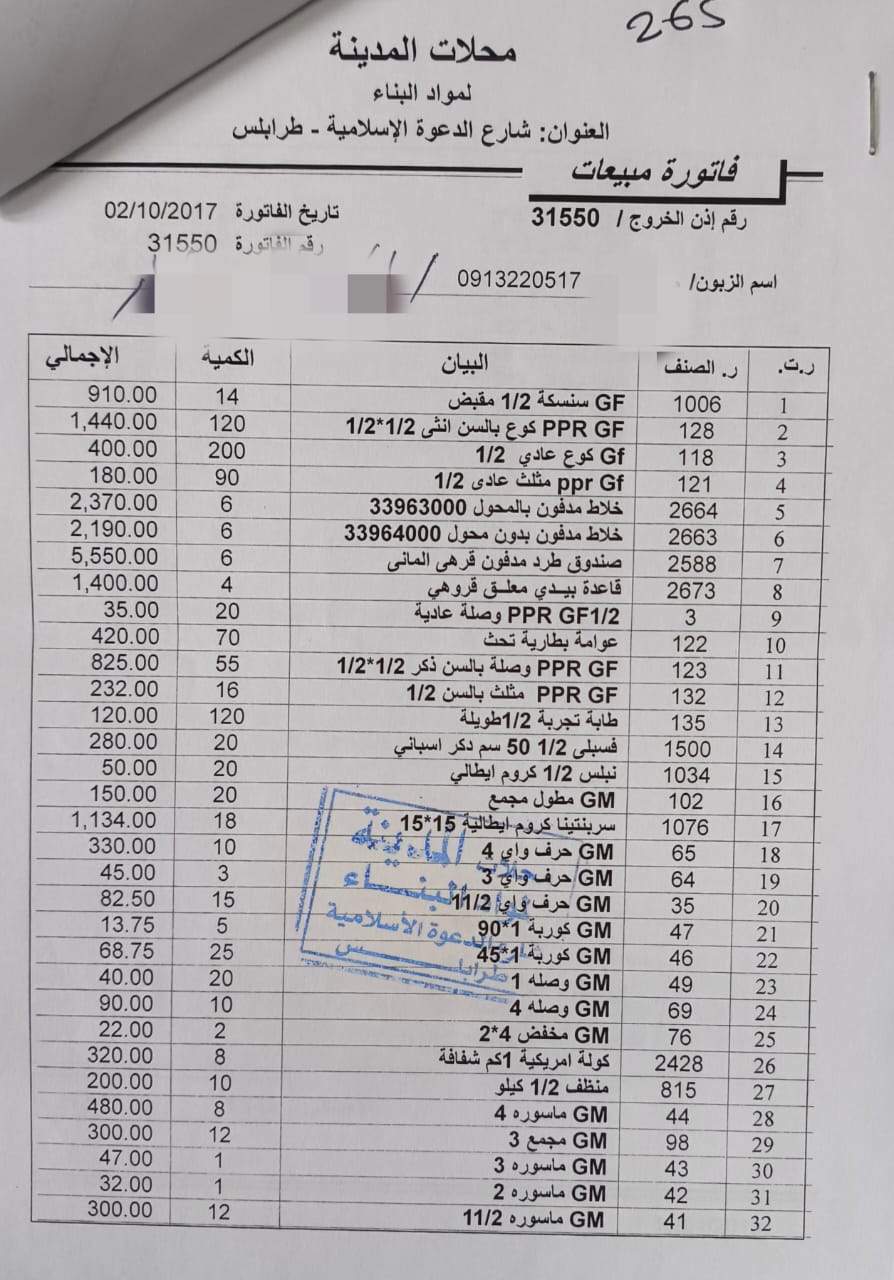 265
محلات المدينة
لمواد البناء
العنوان: شارع الدعوة الإسلامية - طرابلس
فاتورة مبيعات
رقم إذن الخروج / 31550 تاريخ الفاتورة 02/10/2017
رقم الفاتورة 31550
اسم الزبون/ 0913220517
ر.ت. ر. الصنف البيان الكمية الإجمالي
1 1006 GF سنسكة 1/2 مقبض 14 910.00
2 128 PPR GF كوع بالسن انثى 1/2*1/2 120 1,440.00
3 118 Gf كوع عادي 1/2 200 400.00
4 121 ppr Gf مثلث عادى 1/2 90 180.00
5 2664 خلاط مدفون بالمحول 33963000 6 2,370.00
6 2663 خلاط مدفون بدون محول 33964000 6 2,190.00
7 2588 صندوق طرد مدفون قرهى المانى 6 5,550.00
8 2673 قاعدة بيـدي معلـق قروهي 4 1,400.00
9 3 PPR GF1/2 وصلة عادية 20 35.00
10 122 عوامة بطارية تحث 70 420.00
11 123 PPR GF وصلة بالسن ذكر 1/2*1/2 55 825.00
12 132 PPR GF مثلث بالسن 1/2 16 232.00
13 135 طابة تجربة 1/2طويلة 120 120.00
14 1500 فسبلى 1/2 50 سم دكر اسباني 20 280.00
15 1034 نبلس 1/2 كروم ايطالي 20 50.00
16 102 GM مطول مجمع 20 150.00
17 1076 سربنتينا كروم ايطالية 15*15 18 1,134.00
18 65 GM حرف واي 4 10 330.00
19 64 GM حرف واي 3 3 45.00
20 35 GM حرف واي 11/2 15 82.50
21 47 GM كوربة 1*90 5 13.75
22 46 GM كوربة 1*45 25 68.75
23 49 GM وصله 1 20 40.00
24 69 GM وصله 4 10 90.00
25 76 GM مخفض 4*2 2 22.00
26 2428 كولة امريكية 1كم شفافة 8 320.00
27 815 منظف 1/2 كيلو 10 200.00
28 44 GM ماسوره 4 8 480.00
29 98 GM مجمع 3 12 300.00
30 43 GM ماسوره 3 1 47.00
31 42 GM ماسوره 2 1 32.00
32 41 GM ماسوره 11/2 12 300.00
محلات المدينة
لمواد البنـــاء
شارع الدعوة الأسلامية
طرابلـــس